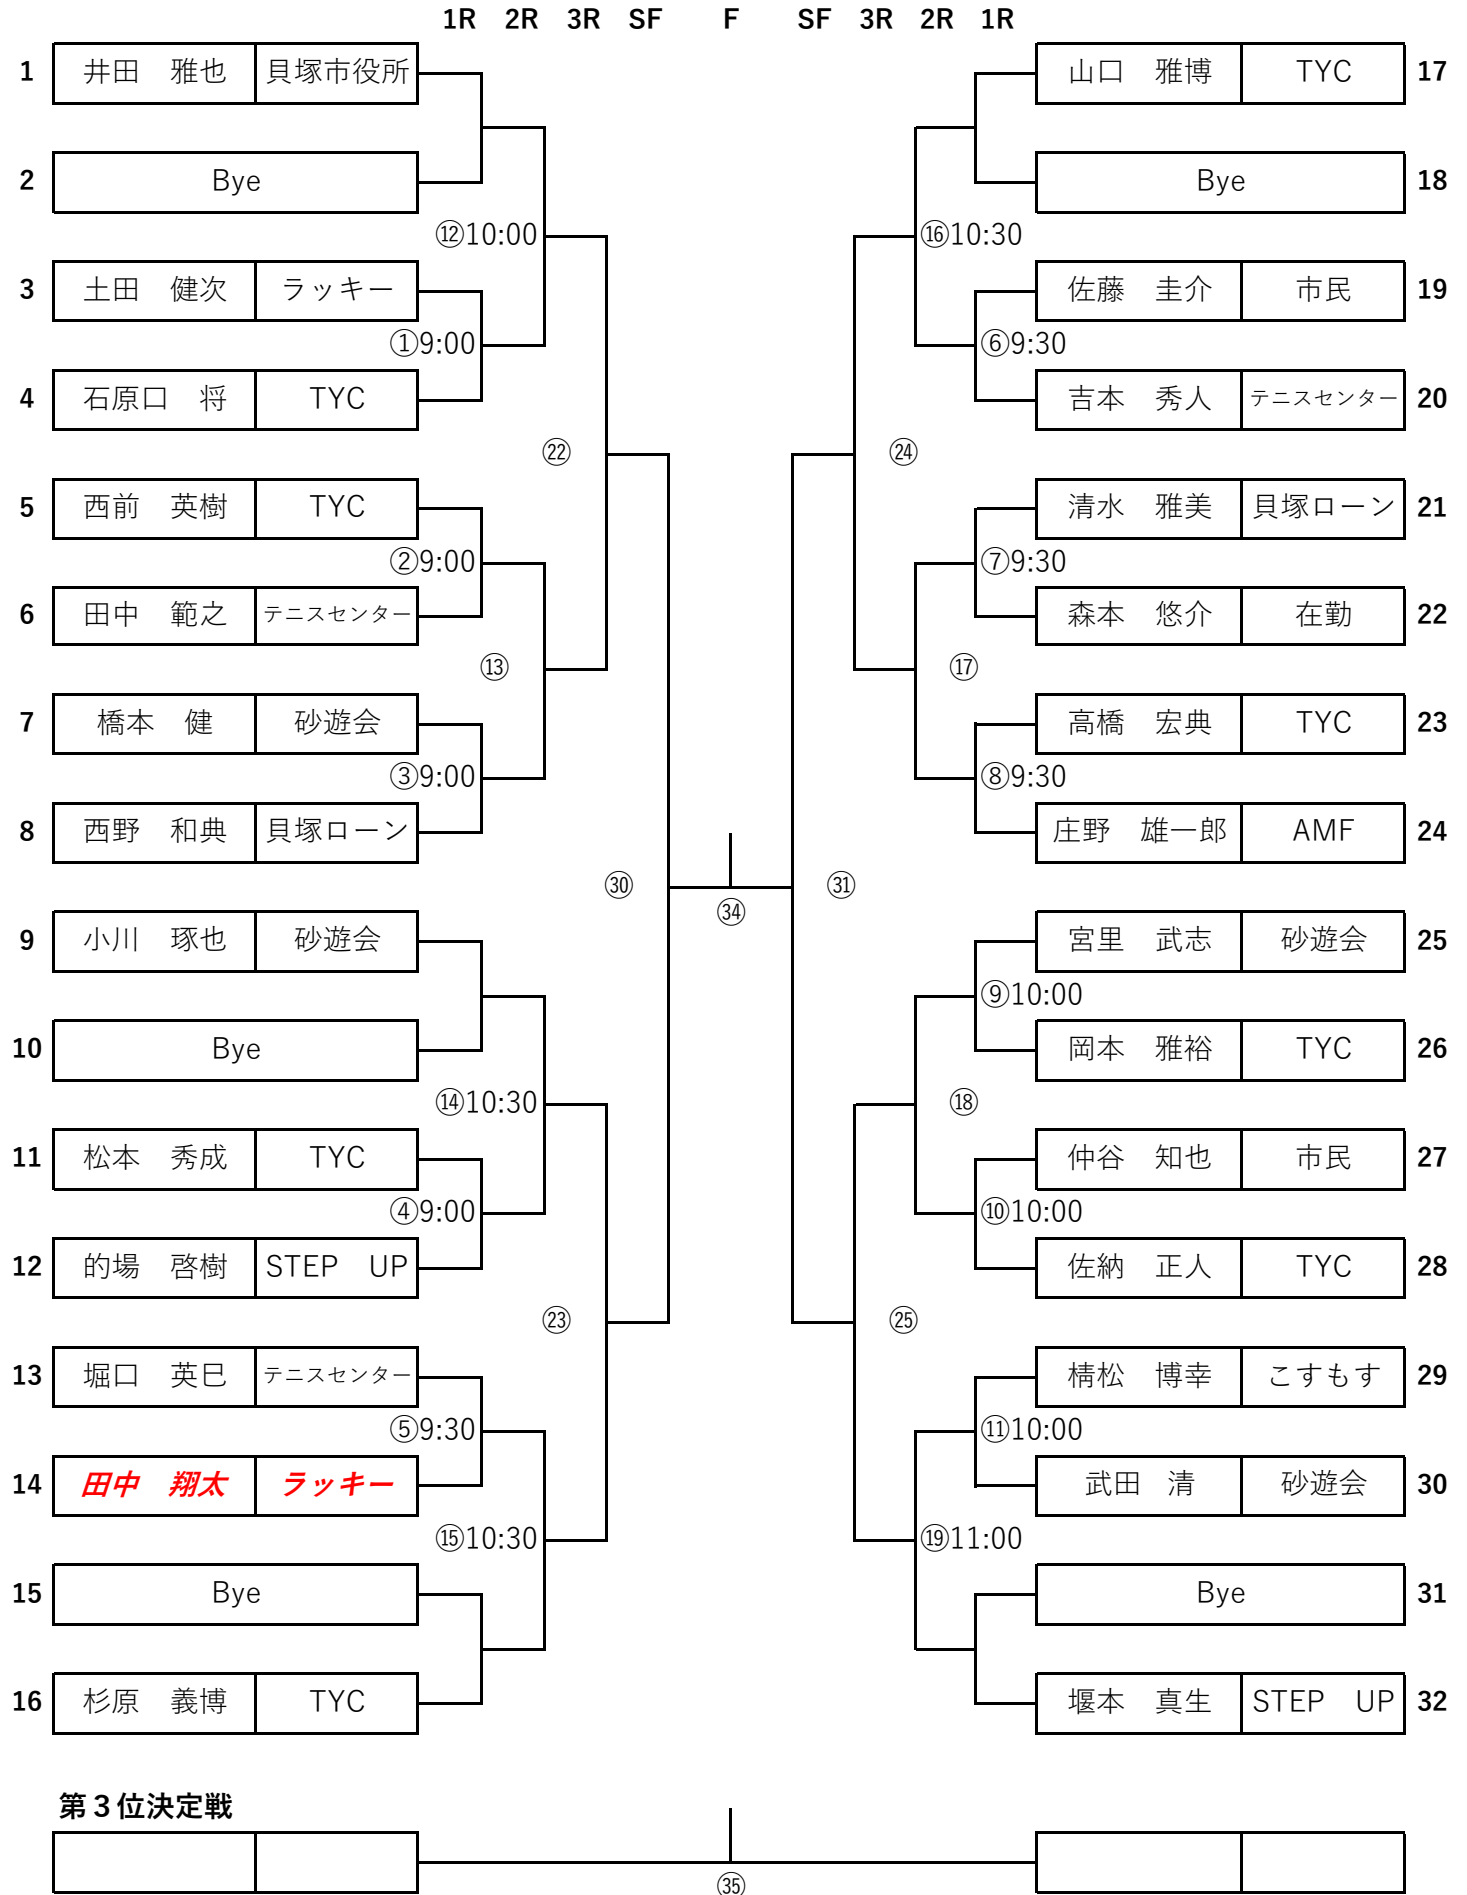 1R 2R 3R SF F SF 3R 2R 1R
1 井田　雅也 貝塚市役所 山口　雅博 TYC 17
2 Bye Bye 18
⑫10:00 ⑯10:30
3 土田　健次 ラッキー 佐藤　圭介 市民 19
①9:00 ⑥9:30
4 石原口　将 TYC 吉本　秀人 テニスセンター 20
㉒ ㉔
5 西前　英樹 TYC 清水　雅美 貝塚ローン 21
②9:00 ⑦9:30
6 田中　範之 テニスセンター 森本　悠介 在勤 22
⑬ ⑰
7 橋本　健 砂遊会 高橋　宏典 TYC 23
③9:00 ⑧9:30
8 西野　和典 貝塚ローン 庄野　雄一郎 AMF 24
㉚ ㉛
㉞
9 小川　琢也 砂遊会 宮里　武志 砂遊会 25
⑨10:00
10 Bye 岡本　雅裕 TYC 26
⑭10:30 ⑱
11 松本　秀成 TYC 仲谷　知也 市民 27
④9:00 ⑩10:00
12 的場　啓樹 STEP　UP 佐納　正人 TYC 28
㉓ ㉕
13 堀口　英巳 テニスセンター 楠松　博幸 こすもす 29
⑤9:30 ⑪10:00
14 田中　翔太 ラッキー 武田　清 砂遊会 30
⑮10:30 ⑲11:00
15 Bye Bye 31
16 杉原　義博 TYC 堰本　真生 STEP　UP 32
第３位決定戦
㉟